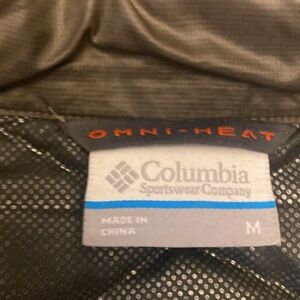 OMNI-HEAT
Columbia
Sportswear Company
MADE IN
CHINA
M